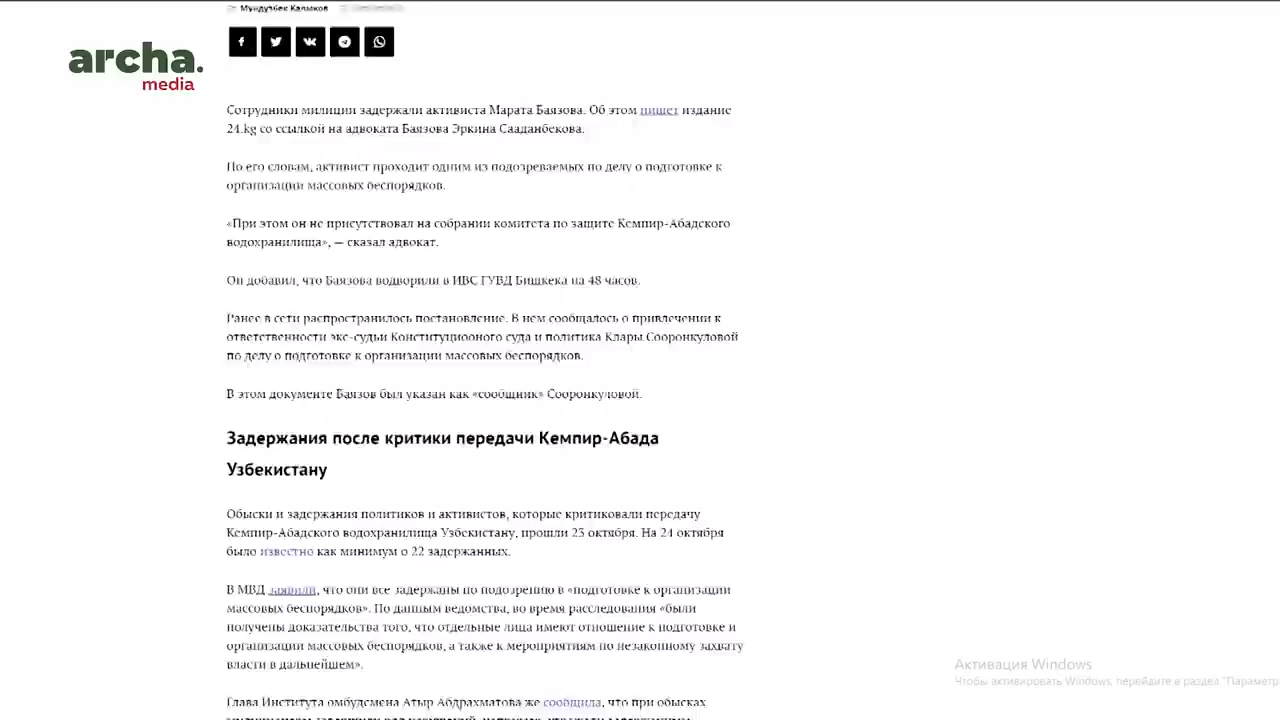 Мундузбек Калыков
archa.
media
Сотрудники милиции задержали активиста Марата Баязова. Об этом пишет издание
24.kg со ссылкой на адвоката Баязова Эркина Сааданбекова.
По его словам, активист проходит одним из подозреваемых по делу о подготовке к
организации массовых беспорядков.
«При этом он не присутствовал на собрании комитета по защите Кемпир-Абадского
водохранилища», — сказал адвокат.
Он добавил, что Баязова водворили в ИВС ГУВД Бишкека на 48 часов.
Ранее в сети распространилось постановление. В нем сообщалось о привлечении к
ответственности экс-судьи Конституционного суда и политика Клары Сооронкуловой
по делу о подготовке к организации массовых беспорядков.
В этом документе Баязов был указан как «сообщник» Сооронкуловой.
Задержания после критики передачи Кемпир-Абада
Узбекистану
Обыски и задержания политиков и активистов, которые критиковали передачу
Кемпир-Абадского водохранилища Узбекистану, прошли 23 октября. На 24 октября
было известно как минимум о 22 задержанных.
В МВД заявили, что они все задержаны по подозрению в «подготовке к организации
массовых беспорядков». По данным ведомства, во время расследования «были
получены доказательства того, что отдельные лица имеют отношение к подготовке и
организации массовых беспорядков, а также к мероприятиям по незаконному захвату
власти в дальнейшем».
Глава Института омбудсмена Атыр Абдрахматова же сообщила, что при обысках
Активация Windows
Чтобы активировать Windows, перейдите в раздел "Параметр